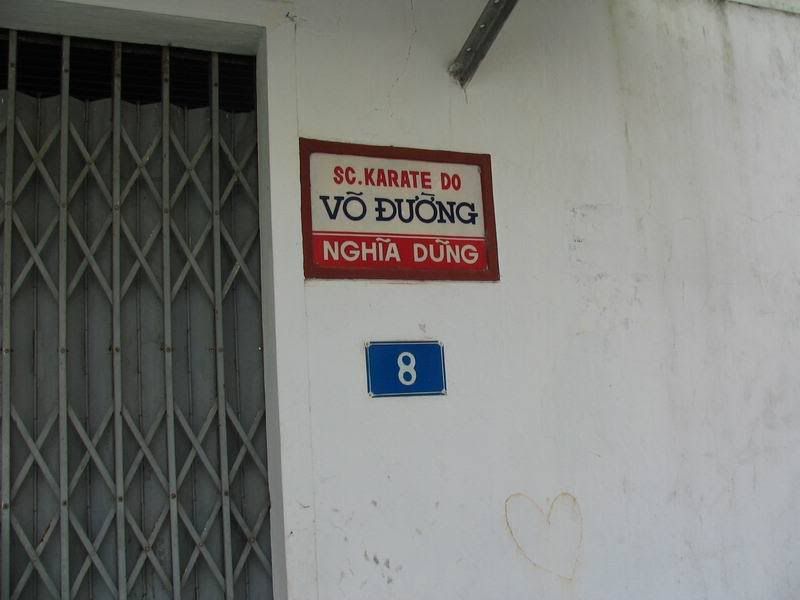 SC.KARATE DO
VÕ ĐƯỜNG
NGHĨA DŨNG
8